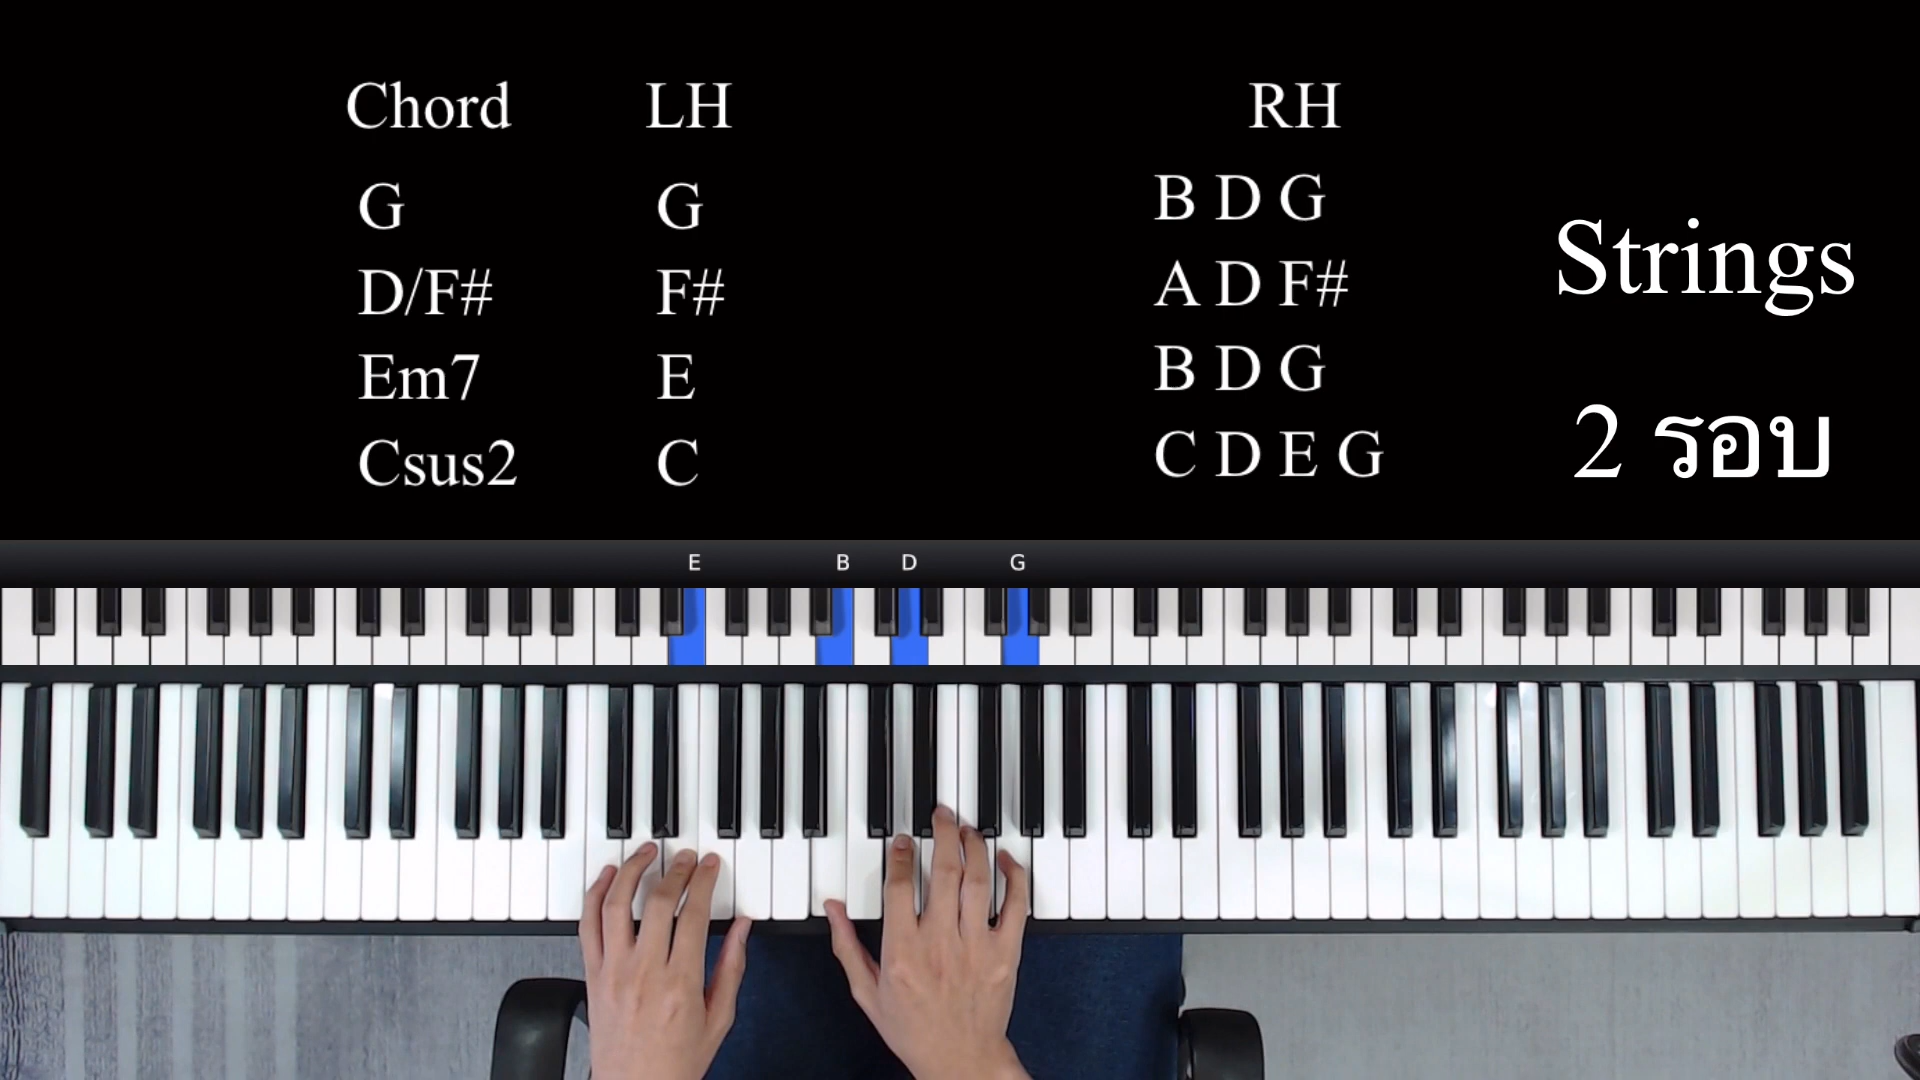 Chord LH RH
G G B D G
D/F# F# A D F#
Em7 E B D G
Csus2 C C D E G
Strings
2 รอบ
E B D G